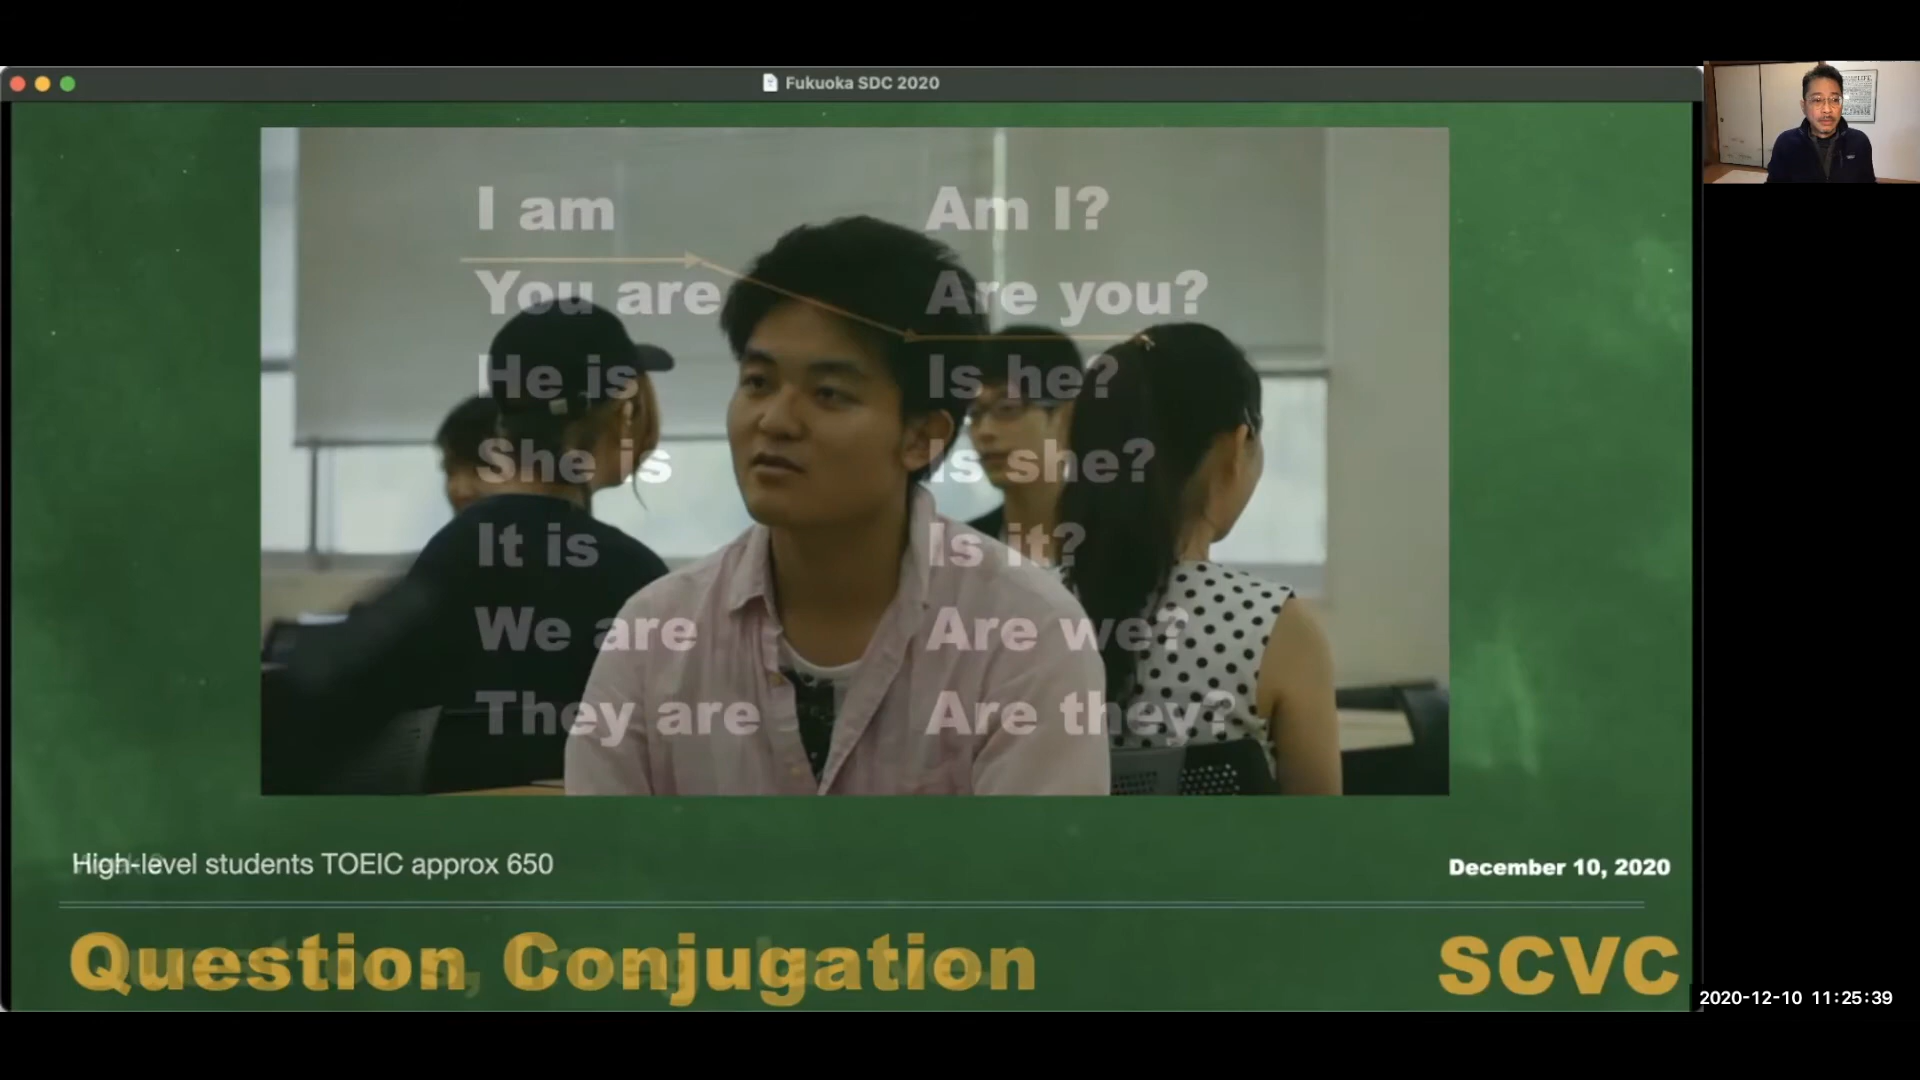 Fukuoka SDC 2020
I am
Am I?
You are
Are you?
He is
Is he?
She is
Is she?
It is
Is it?
We are
Are we?
They are
Are they?
High-level students TOEIC approx 650
December 10, 2020
Question, Conjugation
SCVC
2020-12-10 11:25:39